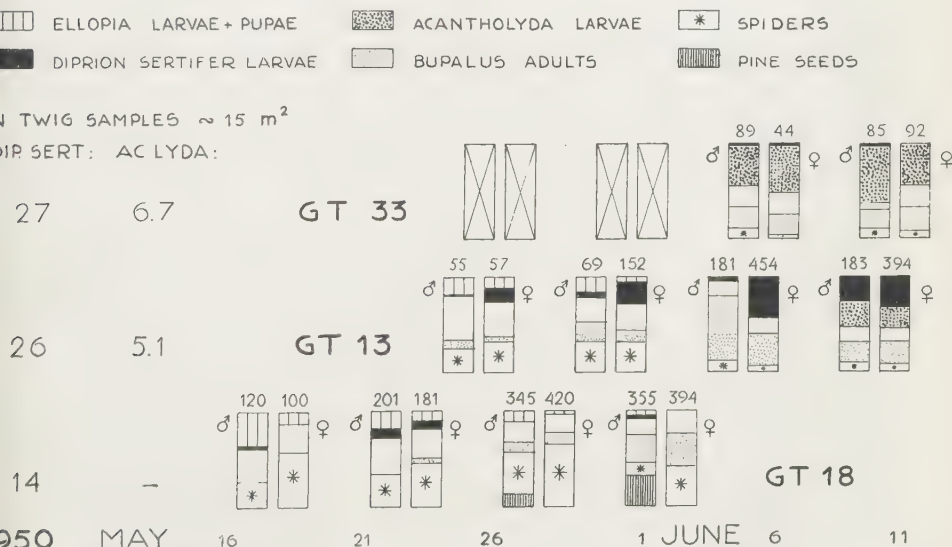 ELLOPIA LARVAE + PUPAE ACANTHOLYDA LARVAE * SPIDERS
DIPRION SERTIFER LARVAE BUPALUS ADULTS PINE SEEDS
N TWIG SAMPLES ~ 15 m²
DIP. SERT: AC LYDA:
89 44 85 92
♂ ♀ ♂ ♀
27 6.7 GT 33
55 57 69 152 181 454 183 394
♂ ♀ ♂ ♀ ♂ ♀ ♂ ♀
26 5.1 GT 13
120 100 201 181 345 420 355 394
♂ ♀ ♂ ♀ ♂ ♀ ♂ ♀
14 – GT 18
950 MAY 16 21 26 1 JUNE 6 11